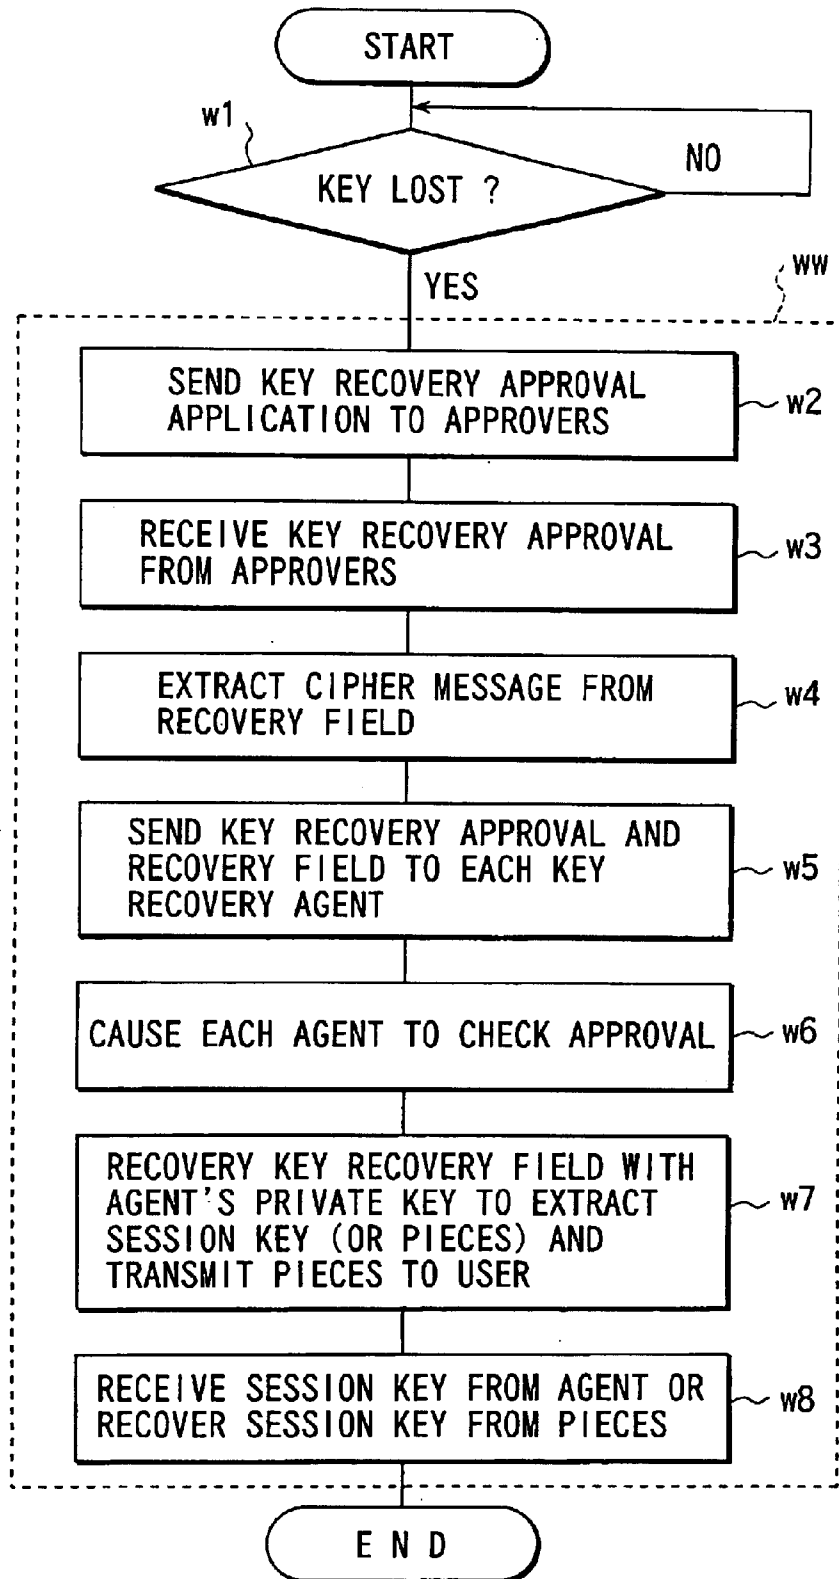 START
w1
KEY LOST ?
NO
YES
ww
SEND KEY RECOVERY APPROVAL
APPLICATION TO APPROVERS
w2
RECEIVE KEY RECOVERY APPROVAL
FROM APPROVERS
w3
EXTRACT CIPHER MESSAGE FROM
RECOVERY FIELD
w4
SEND KEY RECOVERY APPROVAL AND
RECOVERY FIELD TO EACH KEY
RECOVERY AGENT
w5
CAUSE EACH AGENT TO CHECK APPROVAL
w6
RECOVERY KEY RECOVERY FIELD WITH
AGENT'S PRIVATE KEY TO EXTRACT
SESSION KEY (OR PIECES) AND
TRANSMIT PIECES TO USER
w7
RECEIVE SESSION KEY FROM AGENT OR
RECOVER SESSION KEY FROM PIECES
w8
END